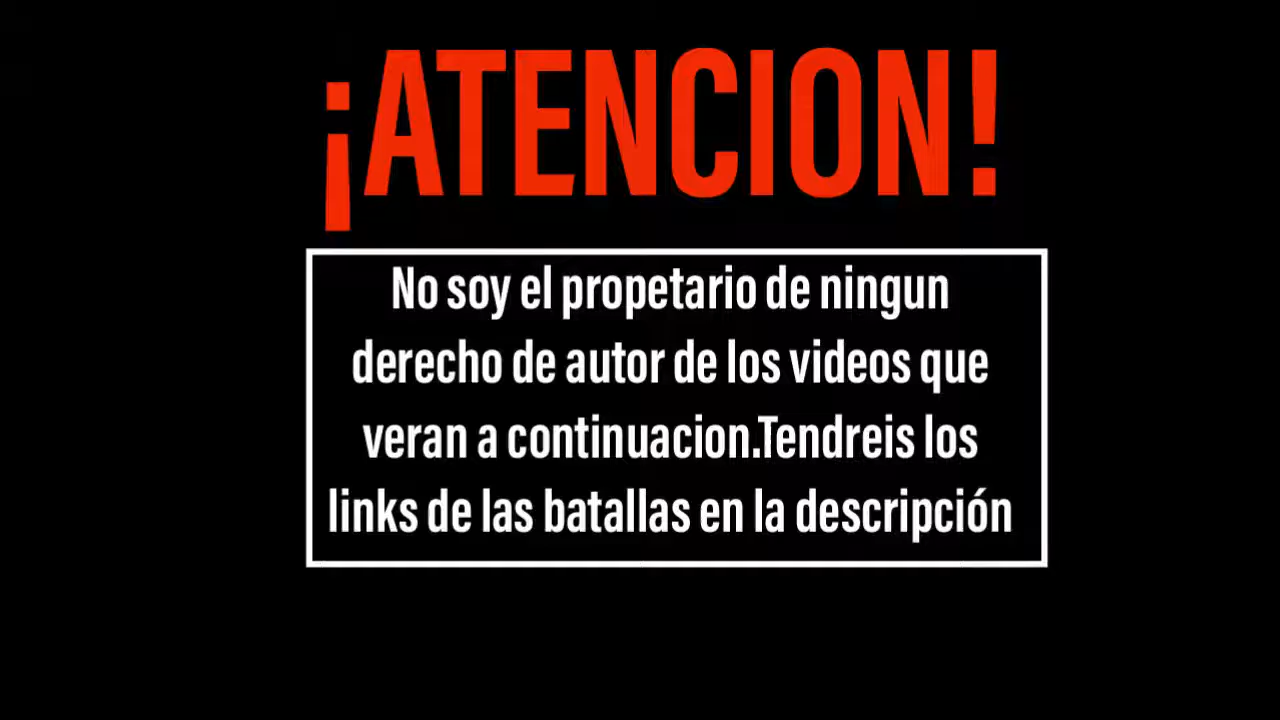 ¡ATENCION!
No soy el propetario de ningun
derecho de autor de los videos que
veran a continuacion.Tendreis los
links de las batallas en la descripción